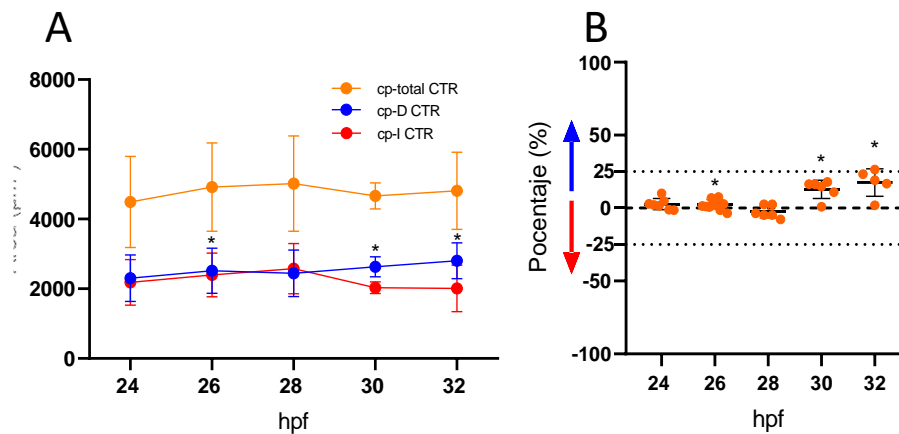 A
8000
6000
4000
2000
0
cp-total CTR
cp-D CTR
cp-I CTR
*
*
*
24 26 28 30 32
hpf
B
Pocentaje (%)
100
50
25
0
-25
-50
-100
*
*
*
24 26 28 30 32
hpf